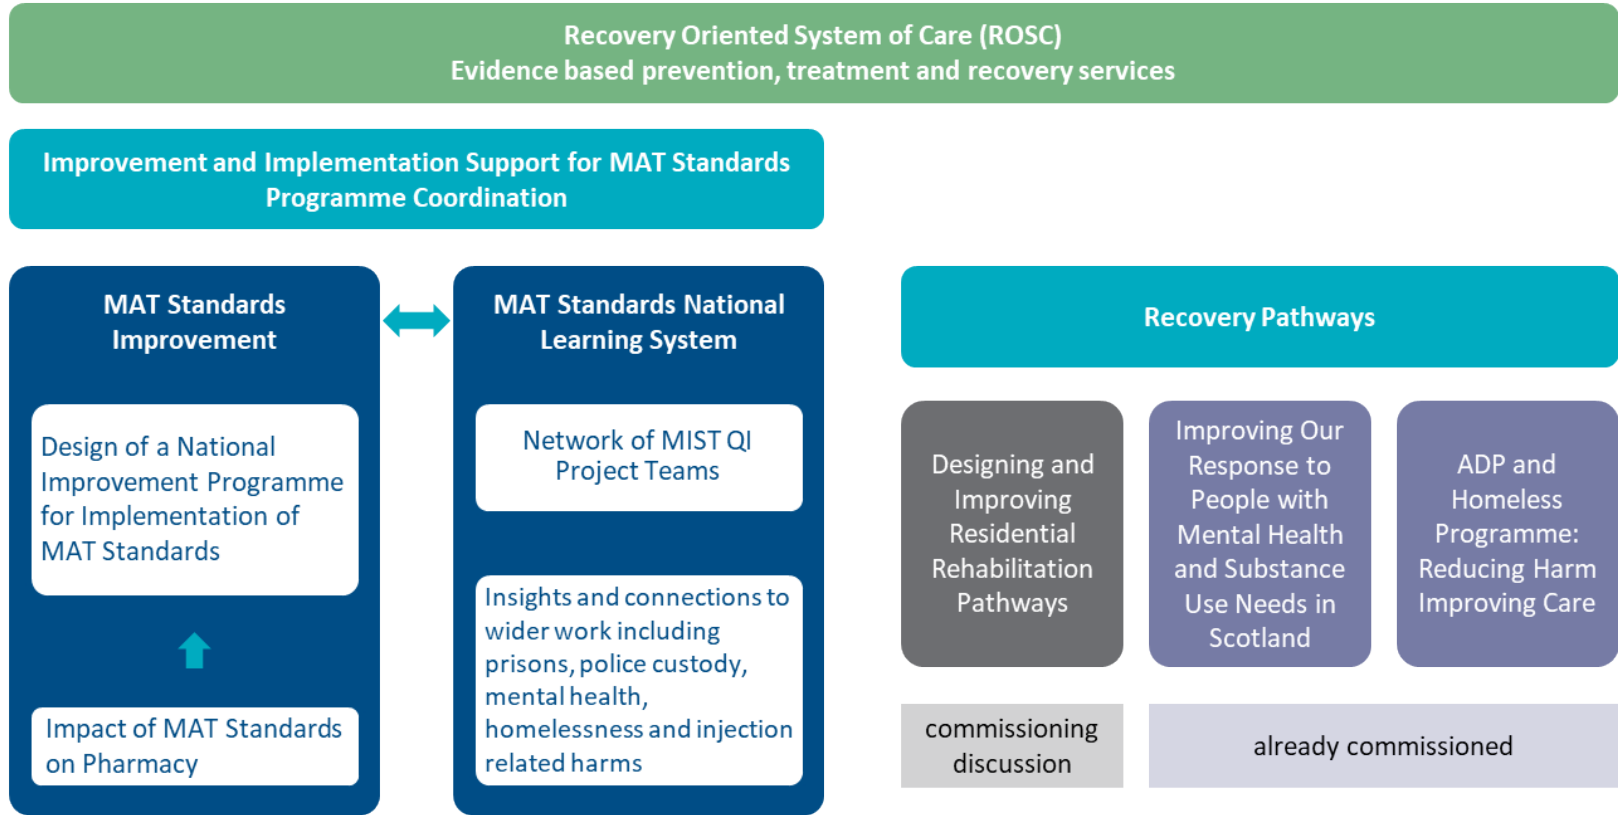 Recovery Oriented System of Care (ROSC)
Evidence based prevention, treatment and recovery services
Improvement and Implementation Support for MAT Standards
Programme Coordination
MAT Standards
Improvement
Design of a National
Improvement Programme
for Implementation of
MAT Standards
Impact of MAT Standards
on Pharmacy
MAT Standards National
Learning System
Network of MIST QI
Project Teams
Insights and connections to
wider work including
prisons, police custody,
mental health,
homelessness and injection
related harms
Recovery Pathways
Designing and
Improving
Residential
Rehabilitation
Pathways
commissioning
discussion
Improving Our
Response to
People with
Mental Health
and Substance
Use Needs in
Scotland
ADP and
Homeless
Programme:
Reducing Harm
Improving Care
already commissioned